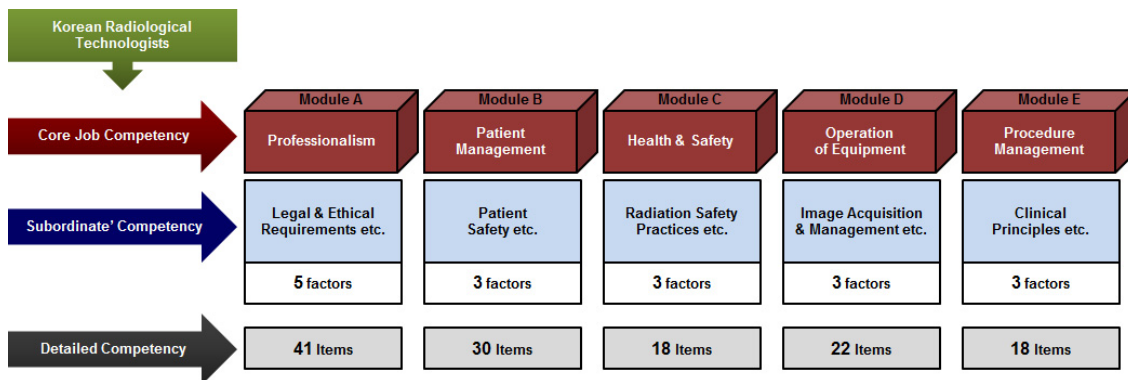 Korean Radiological
Technologists
Module A
Module B
Module C
Module D
Module E
Core Job Competency
Professionalism
Patient
Management
Health & Safety
Operation
of Equipment
Procedure
Management
Subordinate' Competency
Legal & Ethical
Requirements etc.
Patient
Safety etc.
Radiation Safety
Practices etc.
Image Acquisition
& Management etc.
Clinical
Principles etc.
5 factors
3 factors
3 factors
3 factors
3 factors
Detailed Competency
41 Items
30 Items
18 Items
22 Items
18 Items